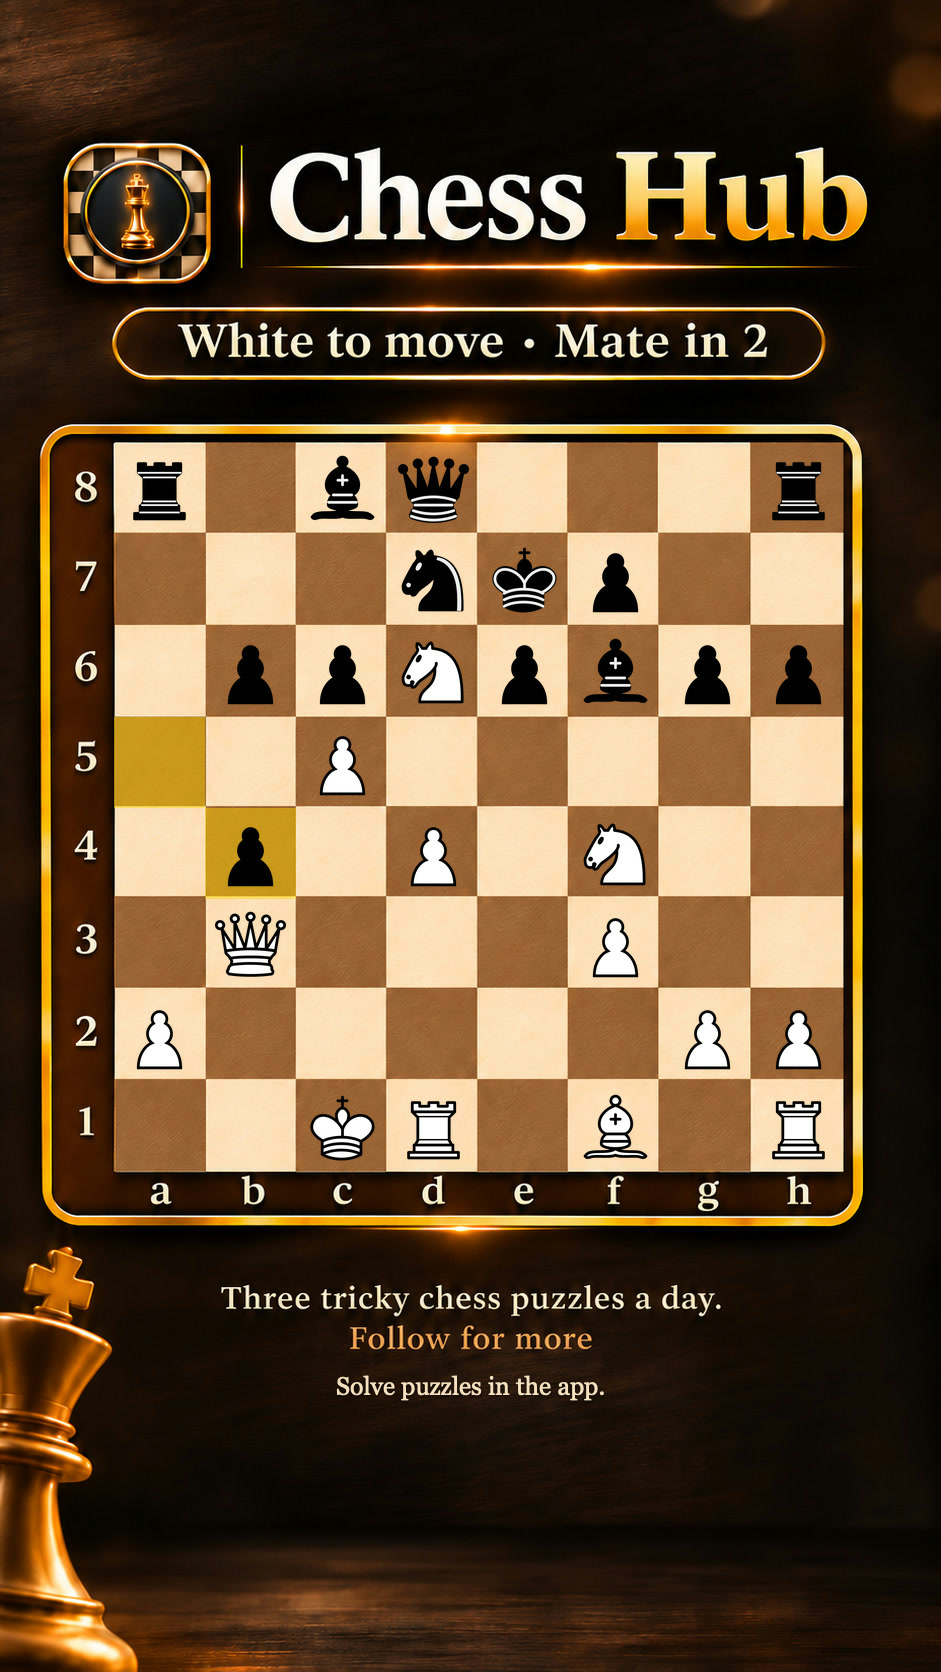 Chess Hub
White to move • Mate in 2
8
7
6
5
4
3
2
1
a b c d e f g h
Three tricky chess puzzles a day.
Follow for more
Solve puzzles in the app.